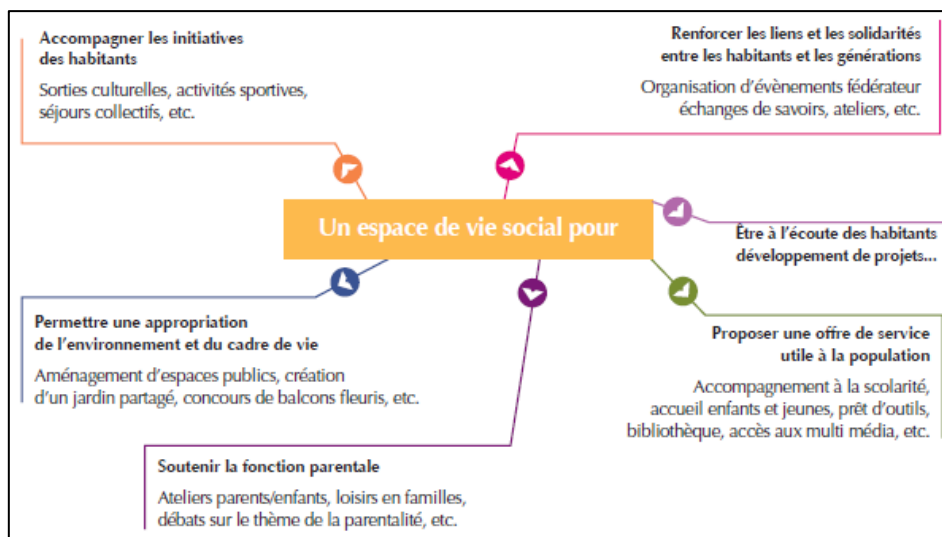 Accompagner les initiatives
des habitants
Sorties culturelles, activités sportives,
séjours collectifs, etc.
Renforcer les liens et les solidarités
entre les habitants et les générations
Organisation d'évènements fédérateur
échanges de savoirs, ateliers, etc.
Un espace de vie social pour
Être à l'écoute des habitants
développement de projets...
Permettre une appropriation
de l'environnement et du cadre de vie
Aménagement d'espaces publics, création
d'un jardin partagé, concours de balcons fleuris, etc.
Proposer une offre de service
utile à la population
Accompagnement à la scolarité,
accueil enfants et jeunes, prêt d'outils,
bibliothèque, accès aux multi média, etc.
Soutenir la fonction parentale
Ateliers parents/enfants, loisirs en familles,
débats sur le thème de la parentalité, etc.